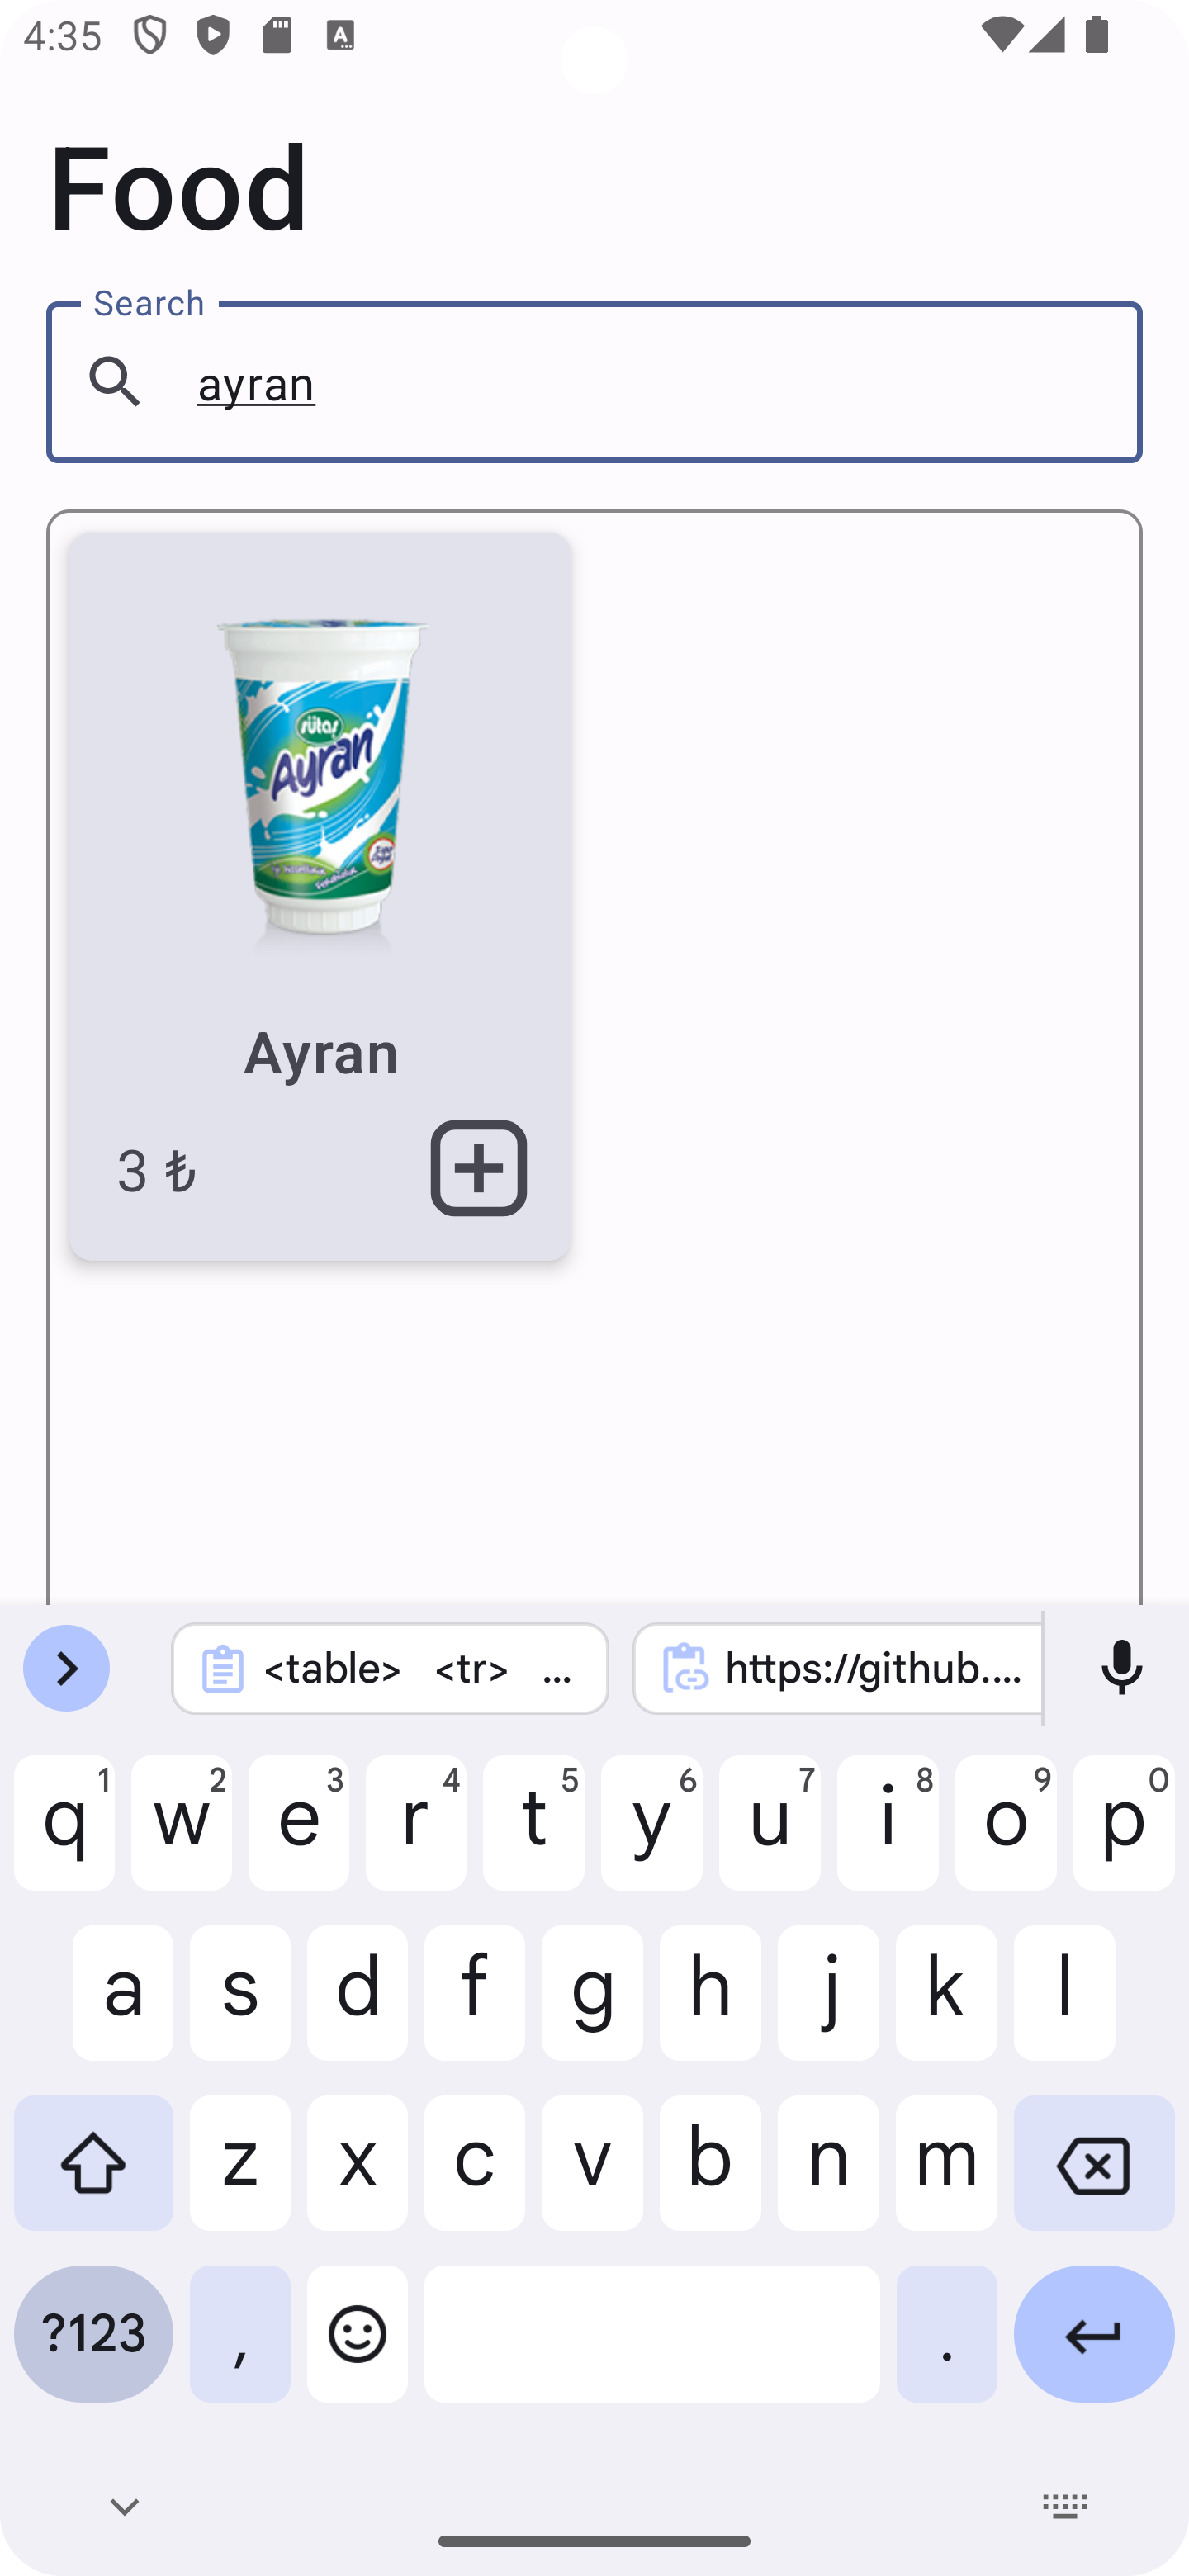 4:35
Food
Search
ayran
sütaş
Ayran
Ayran
3 ₺
<table> <tr> ...
https://github....
q 1 w 2 e 3 r 4 t 5 y 6 u 7 i 8 o 9 p 0
a s d f g h j k l
z x c v b n m
?123 , .